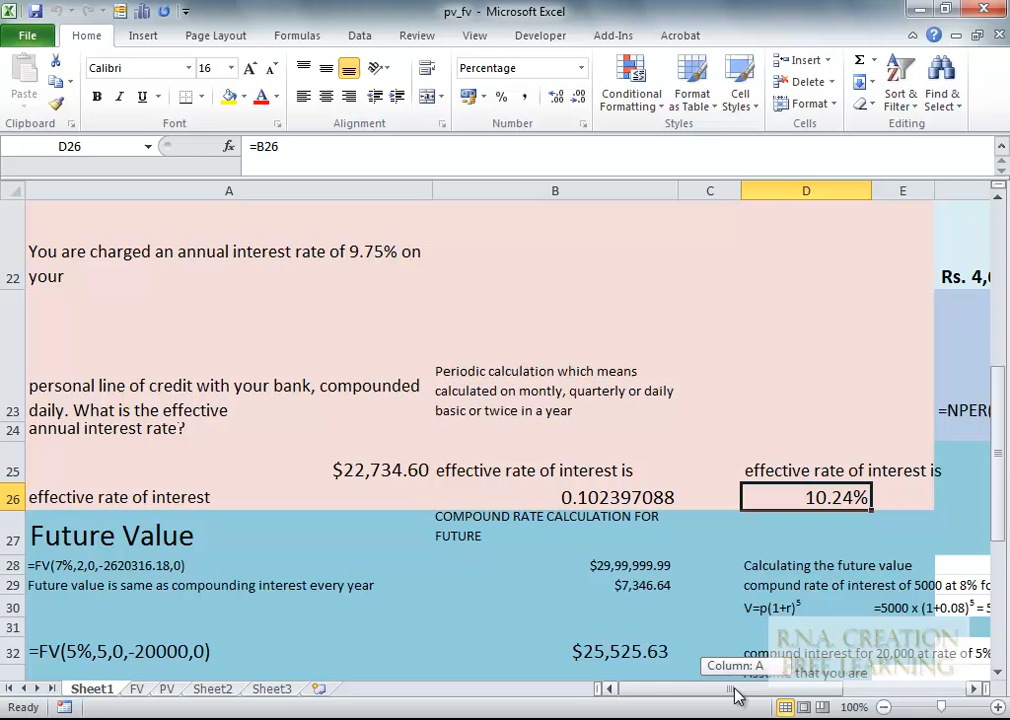 pv_fv - Microsoft Excel
File Home Insert Page Layout Formulas Data Review View Developer Add-Ins Acrobat
Paste
Calibri 16
B I U
Percentage
Conditional Formatting
Format as Table
Cell Styles
Insert
Delete
Format
Sort & Filter
Find & Select
Clipboard Font Alignment Number Styles Cells Editing
D26 fx =B26
A B C D E
22 You are charged an annual interest rate of 9.75% on
your
Rs. 4,
23 personal line of credit with your bank, compounded
daily. What is the effective
Periodic calculation which means
calculated on montly, quarterly or daily
basic or twice in a year
=NPER(
24 annual interest rate?
25 $22,734.60 effective rate of interest is effective rate of interest is
26 effective rate of interest 0.102397088 10.24%
27 Future Value
COMPOUND RATE CALCULATION FOR
FUTURE
28 =FV(7%,2,0,-2620316.18,0) $29,99,999.99 Calculating the future value
29 Future value is same as compounding interest every year $7,346.64 compund rate of interest of 5000 at 8% fo
30 V=p(1+r)⁵ =5000 x (1+0.08)⁵ = 5
31
32 =FV(5%,5,0,-20000,0) $25,525.63 compund interest for 20,000 at rate of 5%
Assume that you are
R.N.A. CREATION
FREE LEARNING
Column: A
Sheet1 FV PV Sheet2 Sheet3
Ready 100%